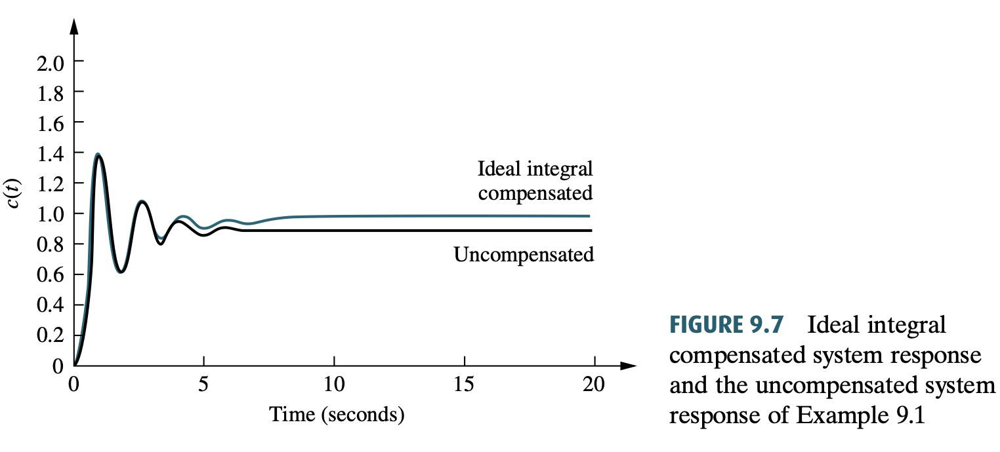 2.0
1.8
1.6
1.4
1.2
1.0
0.8
0.6
0.4
0.2
0
c(t)
Ideal integral
compensated
Uncompensated
0 5 10 15 20
Time (seconds)
FIGURE 9.7 Ideal integral
compensated system response
and the uncompensated system
response of Example 9.1